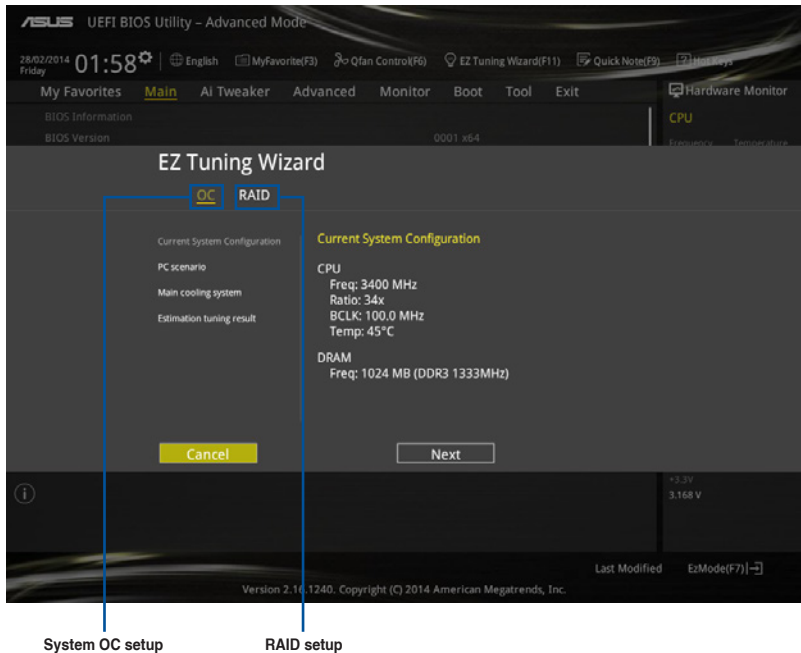 ASUS UEFI BIOS Utility – Advanced Mode
28/02/2014 Friday 01:58 English MyFavorite(F3) Qfan Control(F6) EZ Tuning Wizard(F11) Quick Note(F9) ? Hot Keys
My Favorites Main Ai Tweaker Advanced Monitor Boot Tool Exit Hardware Monitor
BIOS Information
CPU
BIOS Version 0001 x64
Frequency Temperature
EZ Tuning Wizard
OC RAID
Current System Configuration
PC scenario
Main cooling system
Estimation tuning result
Current System Configuration
CPU
Freq: 3400 MHz
Ratio: 34x
BCLK: 100.0 MHz
Temp: 45°C
DRAM
Freq: 1024 MB (DDR3 1333MHz)
Cancel Next
+3.3V
3.168 V
Last Modified EzMode(F7)
Version 2.16.1240. Copyright (C) 2014 American Megatrends, Inc.
System OC setup RAID setup